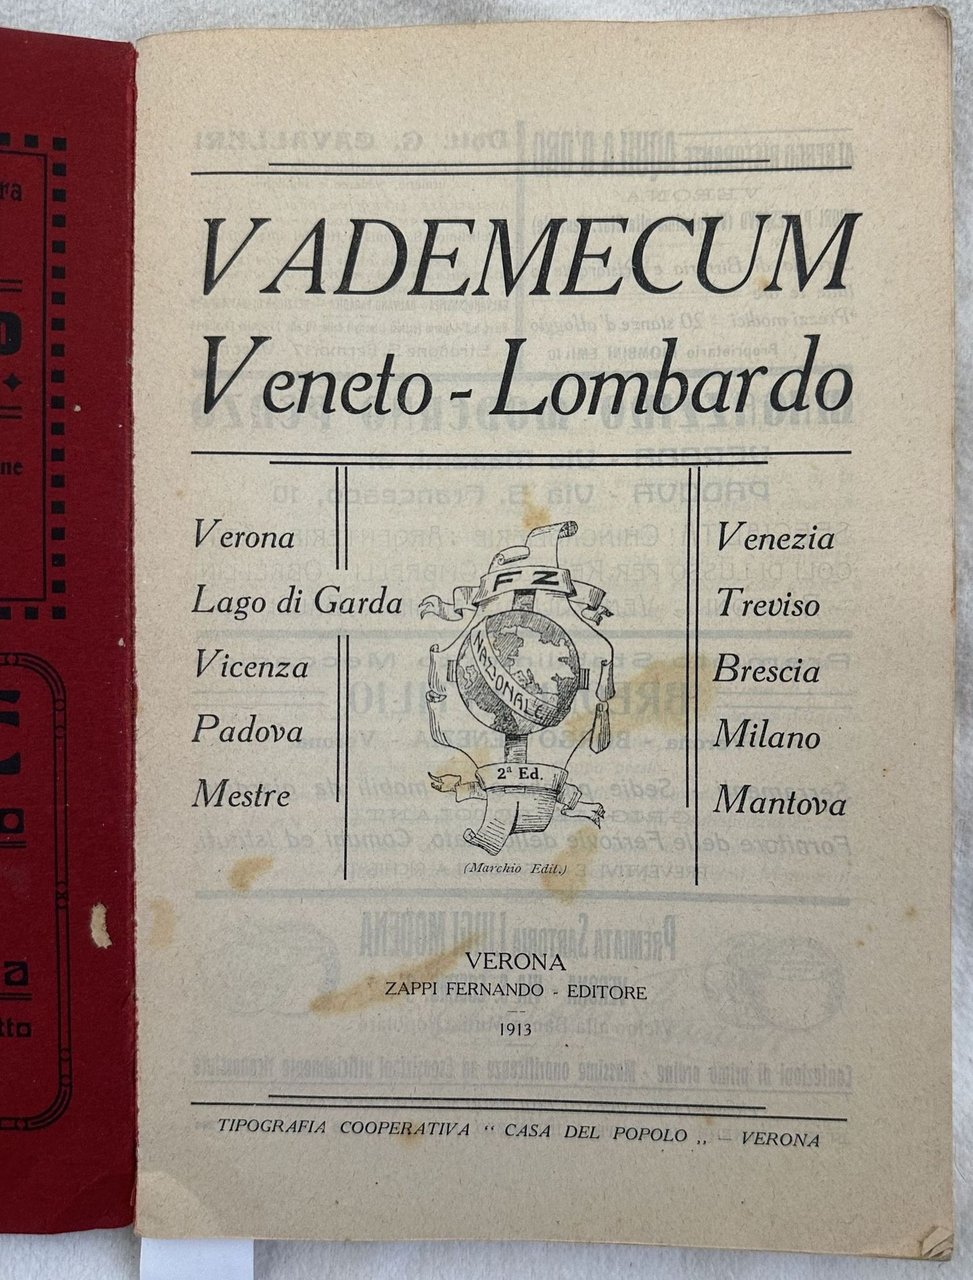 VADEMECUM
Veneto - Lombardo
Verona
Lago di Garda
Vicenza
Padova
Mestre
FZ
NAZIONALE
2ª Ed.
(Marchio Edit.)
Venezia
Treviso
Brescia
Milano
Mantova
VERONA
ZAPPI FERNANDO - EDITORE
1913
TIPOGRAFIA COOPERATIVA “ CASA DEL POPOLO „ - VERONA